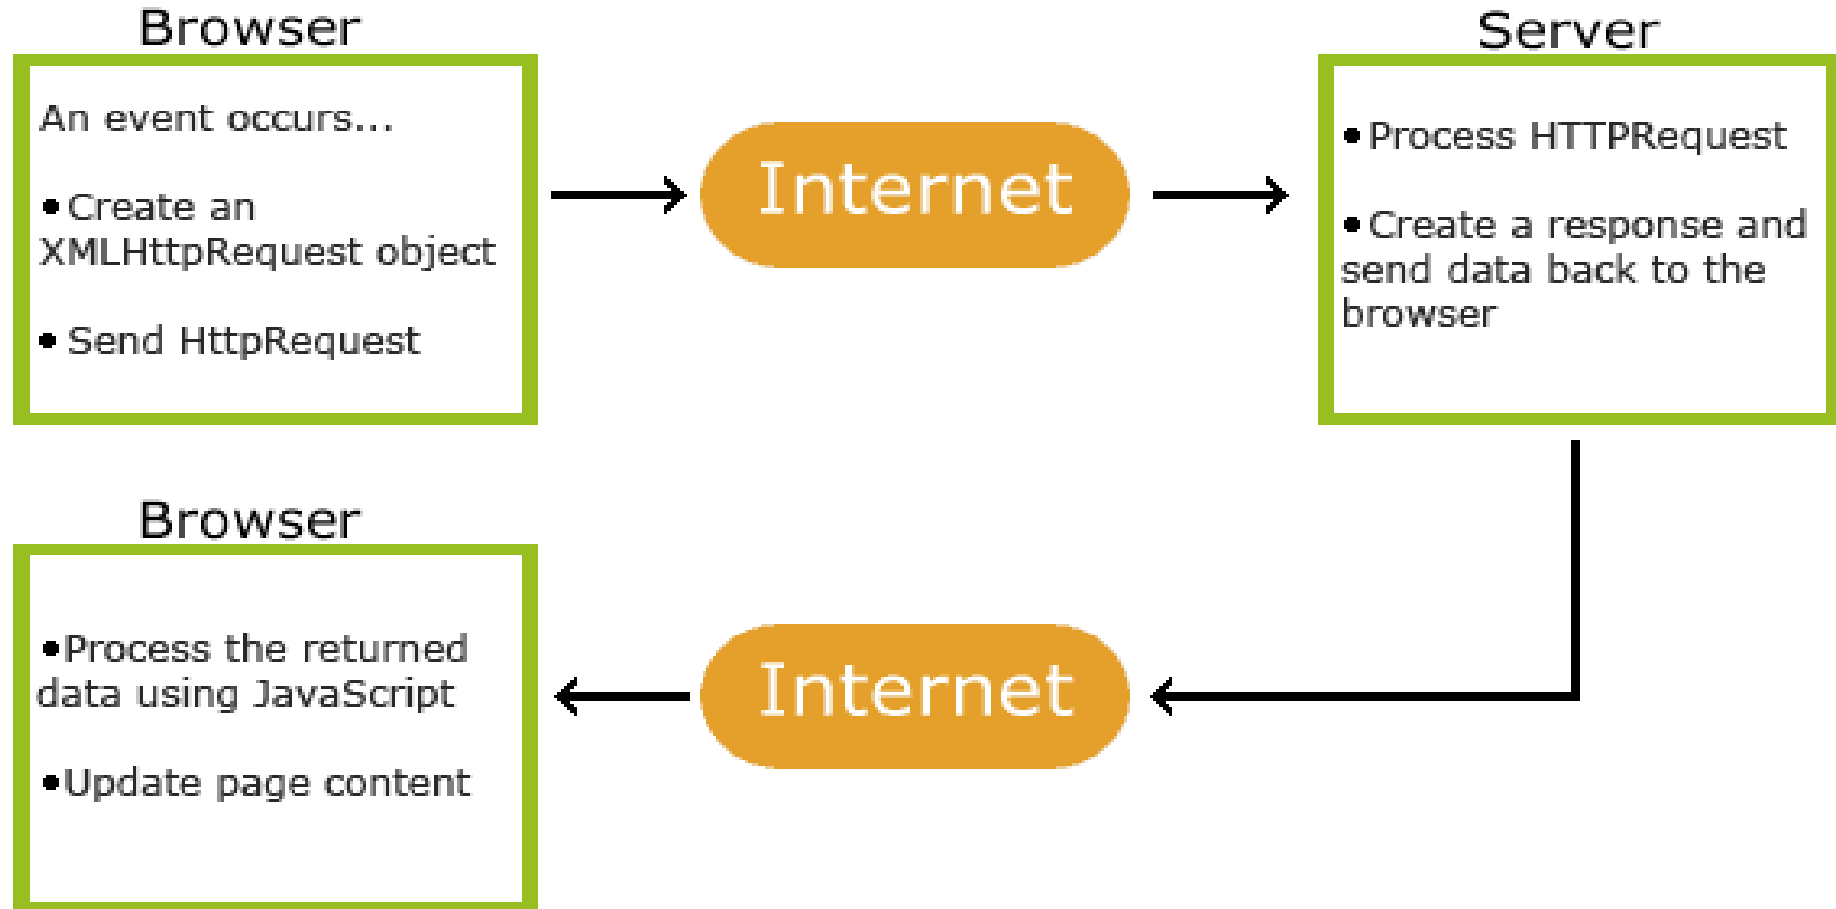 Browser
An event occurs...
•Create an
XMLHttpRequest object
• Send HttpRequest
Internet
Server
•Process HTTPRequest
•Create a response and
send data back to the
browser
Browser
•Process the returned
data using JavaScript
•Update page content
Internet